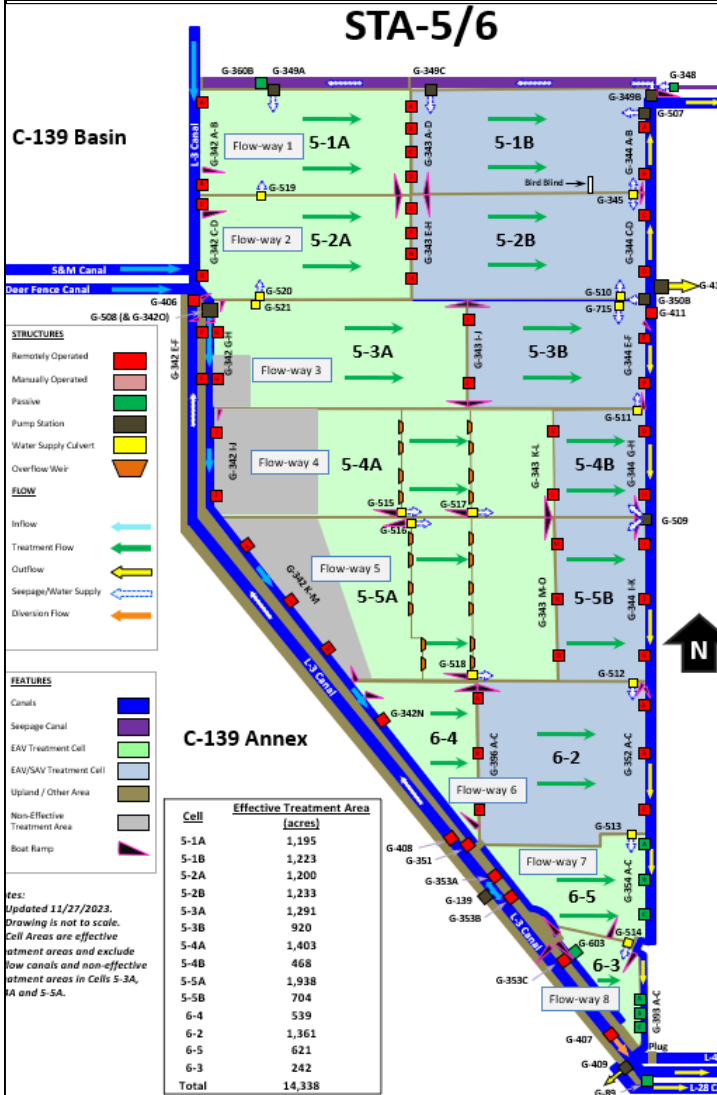 STA-5/6
G-360B
G-349A
G-349C
G-348
G-349B
G-507
C-139 Basin
L-3 Canal
G-342 A-B
Flow-way 1
5-1A
G-343 A-D
5-1B
G-344 A-B
Bird Blind
G-519
G-345
G-342 C-D
Flow-way 2
5-2A
G-343 E-H
5-2B
G-344 C-D
S&M Canal
Deer Fence Canal
G-520
G-521
G-510
G-715
G-350B
G-411
G-406
G-508 (& G-342O)
G-342 E-F
G-342 G-H
Flow-way 3
5-3A
G-343 I-J
5-3B
G-344 E-F
G-511
STRUCTURES
Remotely Operated
Manually Operated
Passive
Pump Station
Water Supply Culvert
Overflow Weir
FLOW
Inflow
Treatment Flow
Outflow
Seepage/Water Supply
Diversion Flow
G-342 I-J
Flow-way 4
5-4A
G-343 K-L
5-4B
G-344 G-H
G-515
G-517
G-516
G-509
G-342 K-M
Flow-way 5
5-5A
G-343 M-O
5-5B
G-344 I-K
G-518
G-512
N
L-3 Canal
FEATURES
Canals
Seepage Canal
EAV Treatment Cell
EAV/SAV Treatment Cell
Upland / Other Area
Non-Effective
Treatment Area
Boat Ramp
C-139 Annex
G-342N
6-4
G-396 A-C
6-2
G-352 A-C
Flow-way 6
G-513
G-408
G-351
Flow-way 7
G-353A
G-139
G-353B
6-5
G-354 A-C
L-3 Canal
G-514
G-603
6-3
G-353C
Flow-way 8
G-393 A-C
G-407
Plug
G-409
G-89
L-28 C
Cell
Effective Treatment Area
(acres)
5-1A 1,195
5-1B 1,223
5-2A 1,200
5-2B 1,233
5-3A 1,291
5-3B 920
5-4A 1,403
5-4B 468
5-5A 1,938
5-5B 704
6-4 539
6-2 1,361
6-5 621
6-3 242
Total 14,338
Updated 11/27/2023.
Drawing is not to scale.
Cell Areas are effective
areas and exclude
canals and non-effective
areas in Cells 5-3A,
and 5-5A.